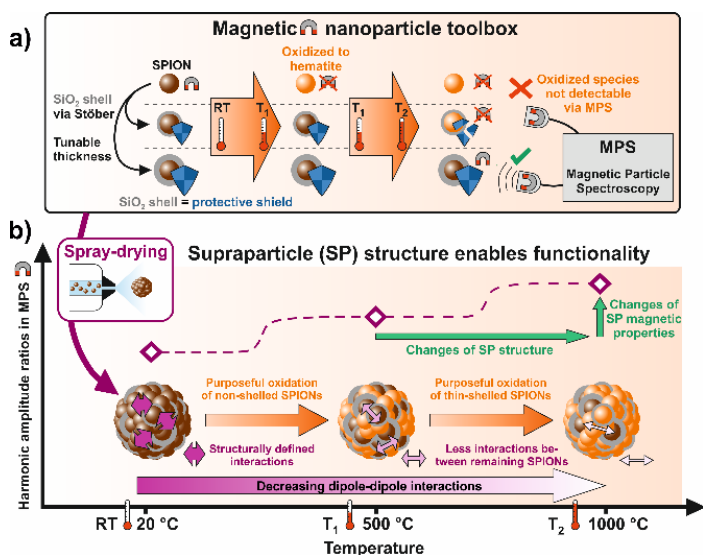 a)
Magnetic nanoparticle toolbox
SPION
Oxidized to
hematite
SiO₂ shell
via Stöber
Tunable
thickness
RT
T₁
T₁
T₂
Oxidized species
not detectable
via MPS
MPS
Magnetic Particle
Spectroscopy
SiO₂ shell = protective shield
b)
Spray-drying
Supraparticle (SP) structure enables functionality
Harmonic amplitude ratios in MPS
Changes of
SP magnetic
properties
Changes of SP structure
Purposeful oxidation
of non-shelled SPIONs
Purposeful oxidation
of thin-shelled SPIONs
Structurally defined
interactions
Less interactions be-
tween remaining SPIONs
Decreasing dipole-dipole interactions
RT 20 °C
T₁ 500 °C
T₂ 1000 °C
Temperature